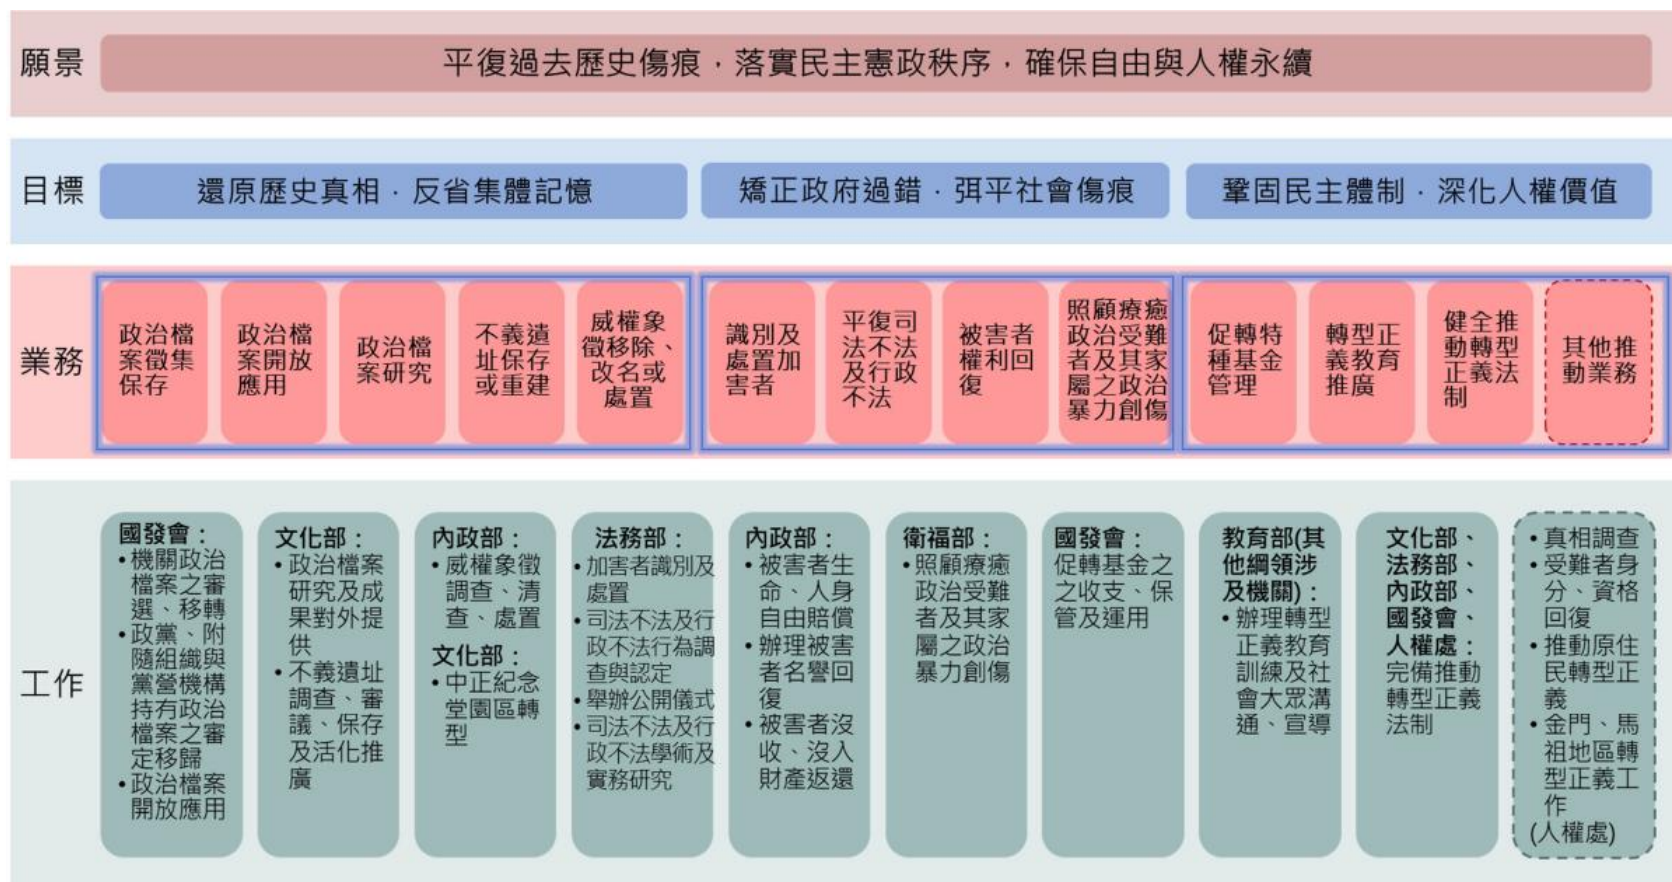 願景
平復過去歷史傷痕，落實民主憲政秩序，確保自由與人權永續
目標
還原歷史真相．反省集體記憶
矯正政府過錯．弭平社會傷痕
鞏固民主體制．深化人權價值
業務
政治檔
案徵集
保存
政治檔
案開放
應用
政治檔
案研究
不義遺
址保存
或重建
威權象
徵移除、
改名或
處置
識別及
處置加
害者
平復司
法不法
及行政
不法
被害者
權利回
復
照顧療癒
政治受難
者及其家
屬之政治
暴力創傷
促轉特
種基金
管理
轉型正
義教育
推廣
健全推
動轉型
正義法
制
其他推
動業務
工作
國發會：
•機關政治
檔案之審
選、移轉
•政黨、附
隨組織與
黨營機構
持有政治
檔案之審
定移歸
•政治檔案
開放應用
文化部：
•政治檔案
研究及成
果對外提
供
•不義遺址
調查、審
議、保存
及活化推
廣
內政部：
•威權象徵
調查、清
查、處置
文化部：
•中正紀念
堂園區轉
型
法務部：
•加害者識別及
處置
•司法不法及行
政不法行為調
查與認定
•舉辦公開儀式
•司法不法及行
政不法學術及
實務研究
內政部：
•被害者生
命、人身
自由賠償
•辦理被害
者名譽回
復
•被害者沒
收、沒入
財產返還
衛福部：
•照顧療癒
政治受難
者及其家
屬之政治
暴力創傷
國發會：
促轉基金之
之收支、保
管及運用
教育部(其
他綱領涉
及機關)：
•辦理轉型
正義教育
訓練及社
會大眾溝
通、宣導
文化部、
法務部、
內政部、
國發會、
人權處：
完備推動
轉型正義
法制
•真相調查
•受難者身
分、資格
回復
•推動原住
民轉型正
義
•金門、馬
祖地區轉
型正義工
作
(人權處)